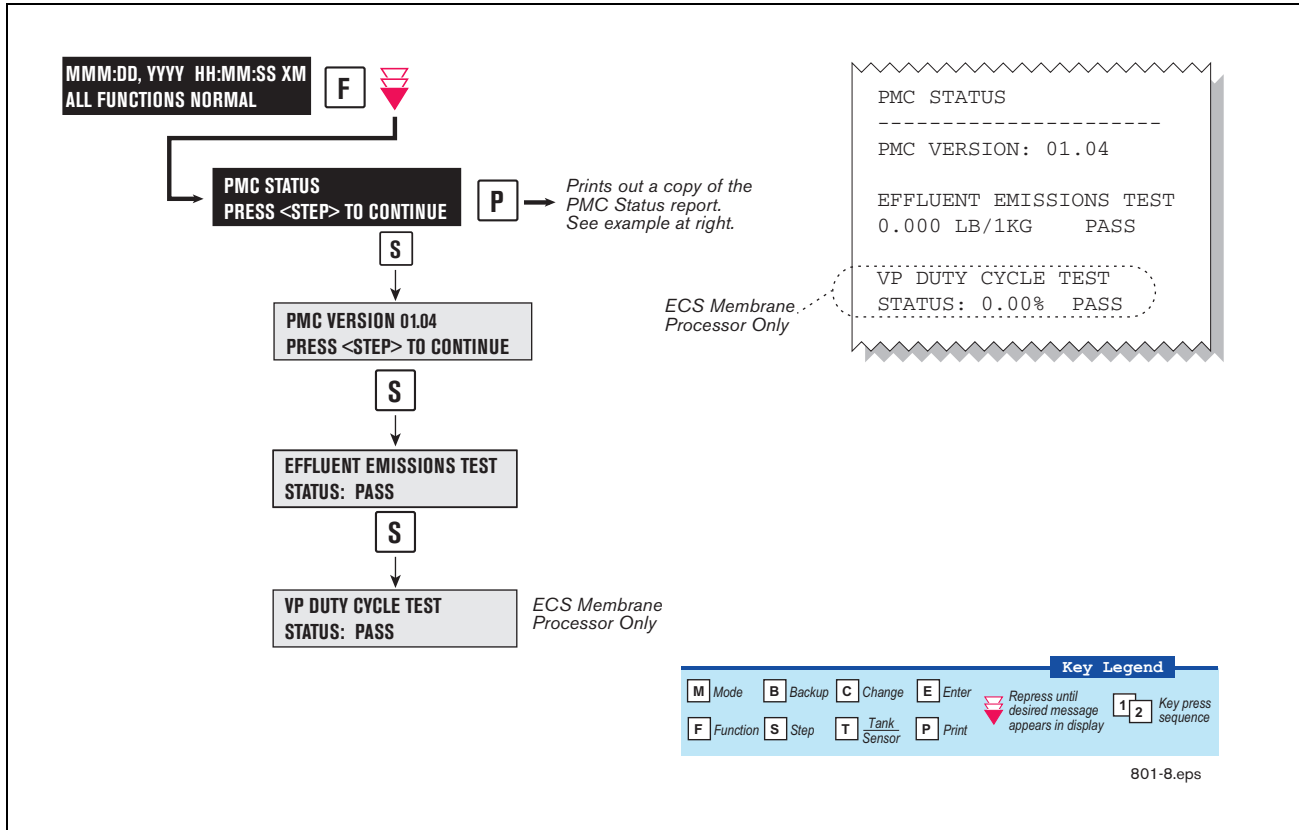 MMM:DD, YYYY HH:MM:SS XM
ALL FUNCTIONS NORMAL
F
PMC STATUS
PRESS <STEP> TO CONTINUE
P
Prints out a copy of the
PMC Status report.
See example at right.
S
PMC VERSION 01.04
PRESS <STEP> TO CONTINUE
S
EFFLUENT EMISSIONS TEST
STATUS: PASS
S
VP DUTY CYCLE TEST
STATUS: PASS
ECS Membrane
Processor Only
PMC STATUS
----------------------
PMC VERSION: 01.04
EFFLUENT EMISSIONS TEST
0.000 LB/1KG PASS
VP DUTY CYCLE TEST
STATUS: 0.00% PASS
ECS Membrane
Processor Only
Key Legend
M Mode B Backup C Change E Enter
F Function S Step T Tank Sensor P Print
Repress until
desired message
appears in display
1 2 Key press
sequence
801-8.eps